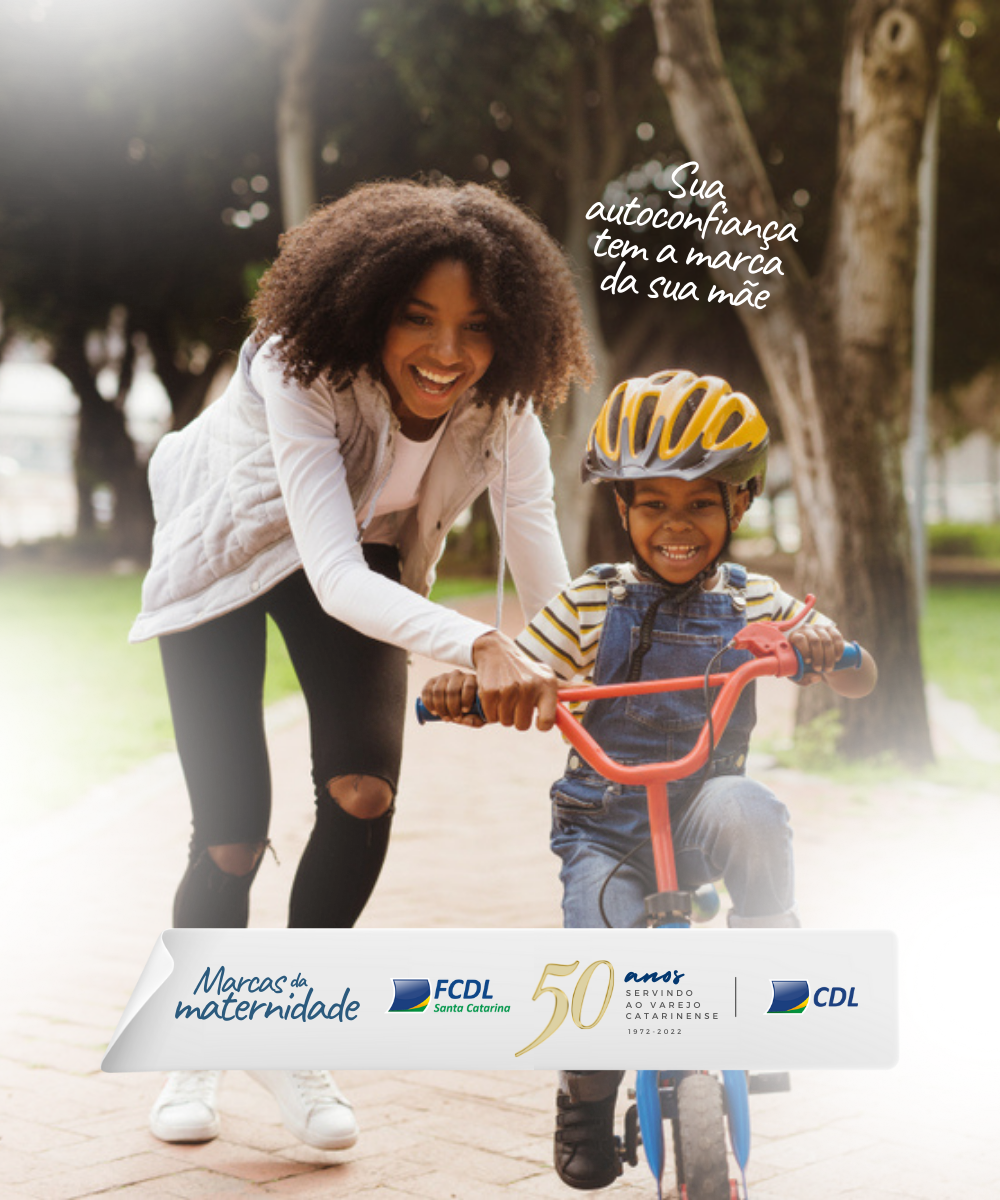 Sua
autoconfiança
tem a marca
da sua mãe
Marcas da
maternidade
FCDL
Santa Catarina
50 anos
SERVINDO
AO VAREJO
CATARINENSE
1972-2022
CDL